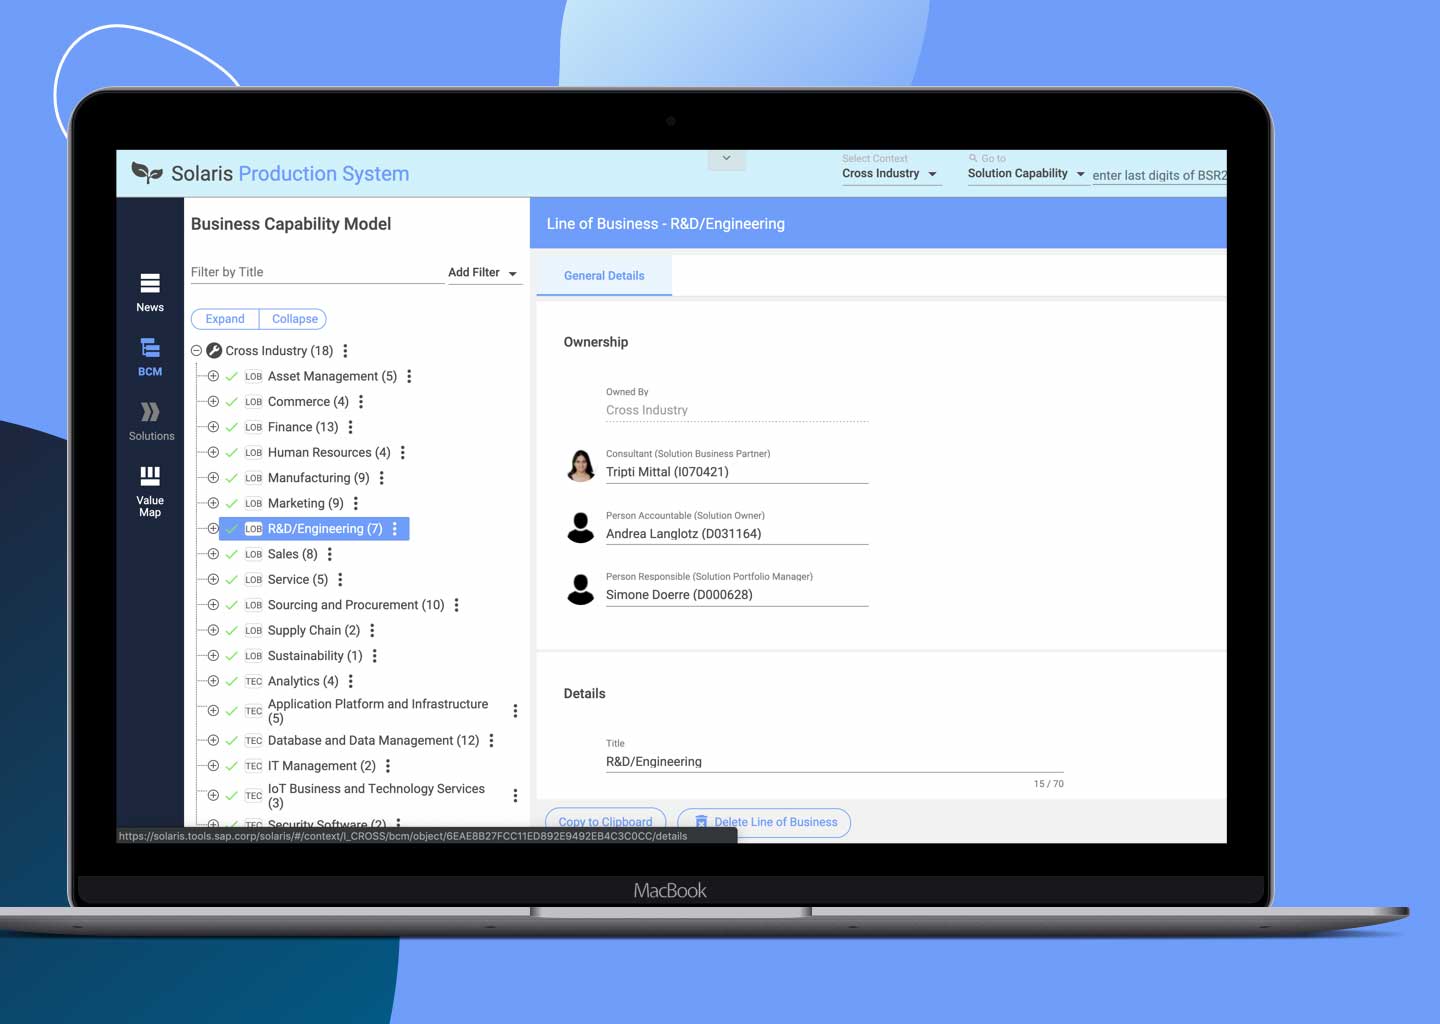 Solaris Production System
Select Context
Cross Industry
Go to
Solution Capability
enter last digits of BSR2
News
BCM
Solutions
Value
Map
Business Capability Model
Filter by Title
Add Filter
Expand
Collapse
Cross Industry (18)
LOB Asset Management (5)
LOB Commerce (4)
LOB Finance (13)
LOB Human Resources (4)
LOB Manufacturing (9)
LOB Marketing (9)
LOB R&D/Engineering (7)
LOB Sales (8)
LOB Service (5)
LOB Sourcing and Procurement (10)
LOB Supply Chain (2)
LOB Sustainability (1)
TEC Analytics (4)
TEC Application Platform and Infrastructure
(5)
TEC Database and Data Management (12)
TEC IT Management (2)
TEC IoT Business and Technology Services
(3)
TEC Security Software (2)
https://solaris.tools.sap.corp/solaris/#/context/I_CROSS/bcm/object/6EAE8B27FCC11ED892E9492EB4C3C0CC/details
Line of Business - R&D/Engineering
General Details
Ownership
Owned By
Cross Industry
Consultant (Solution Business Partner)
Tripti Mittal (I070421)
Person Accountable (Solution Owner)
Andrea Langlotz (D031164)
Person Responsible (Solution Portfolio Manager)
Simone Doerre (D000628)
Details
Title
R&D/Engineering
15 / 70
Copy to Clipboard
Delete Line of Business
MacBook